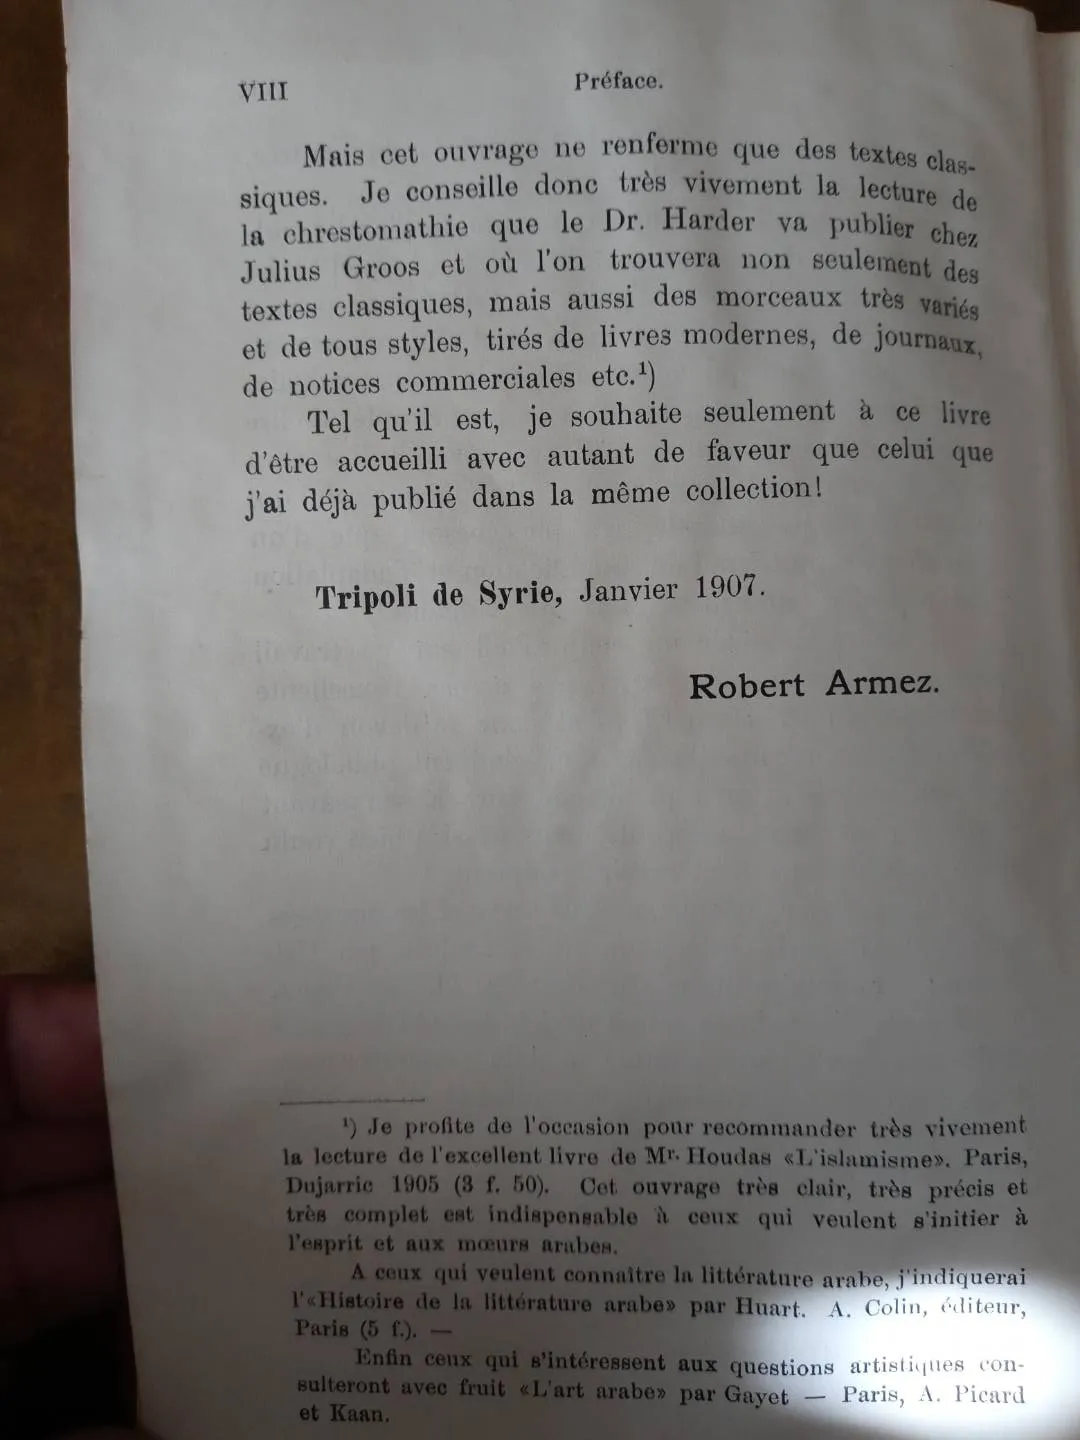 VIII
Préface.
Mais cet ouvrage ne renferme que des textes clas-
siques. Je conseille donc très vivement la lecture de
la chrestomathie que le Dr. Harder va publier chez
Julius Groos et où l'on trouvera non seulement des
textes classiques, mais aussi des morceaux très variés
et de tous styles, tirés de livres modernes, de journaux,
de notices commerciales etc.¹)
Tel qu'il est, je souhaite seulement à ce livre
d'être accueilli avec autant de faveur que celui que
j'ai déjà publié dans la même collection!
Tripoli de Syrie, Janvier 1907.
Robert Armez.
¹) Je profite de l'occasion pour recommander très vivement
la lecture de l'excellent livre de Mr. Houdas «L'islamisme». Paris,
Dujarric 1905 (3 f. 50). Cet ouvrage très clair, très précis et
très complet est indispensable à ceux qui veulent s'initier à
l'esprit et aux mœurs arabes.
A ceux qui veulent connaître la littérature arabe, j'indiquerai
l'«Histoire de la littérature arabe» par Huart. A. Colin, éditeur,
Paris (5 f.). —
Enfin ceux qui s'intéressent aux questions artistiques con-
sulteront avec fruit «L'art arabe» par Gayet — Paris, A. Picard
et Kaan.